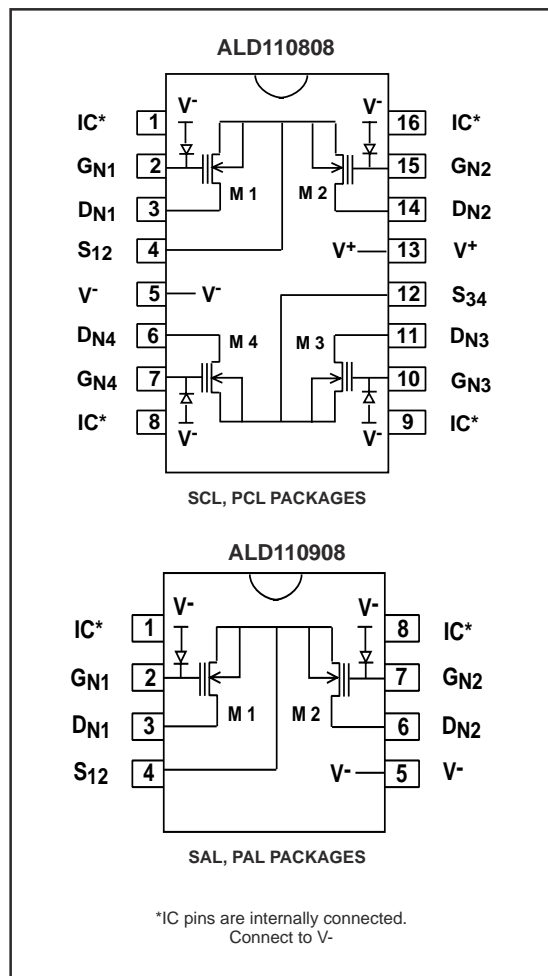 ALD110808
IC* 1 V- V- 16 IC*
GN1 2 15 GN2
M 1 M 2
DN1 3 14 DN2
S12 4 V+ 13 V+
V- 5 V- 12 S34
DN4 6 M 4 M 3 11 DN3
GN4 7 10 GN3
IC* 8 V- V- 9 IC*
SCL, PCL PACKAGES
ALD110908
IC* 1 V- V- 8 IC*
GN1 2 7 GN2
DN1 3 M 1 M 2 6 DN2
S12 4 V- 5 V-
SAL, PAL PACKAGES
*IC pins are internally connected.
Connect to V-